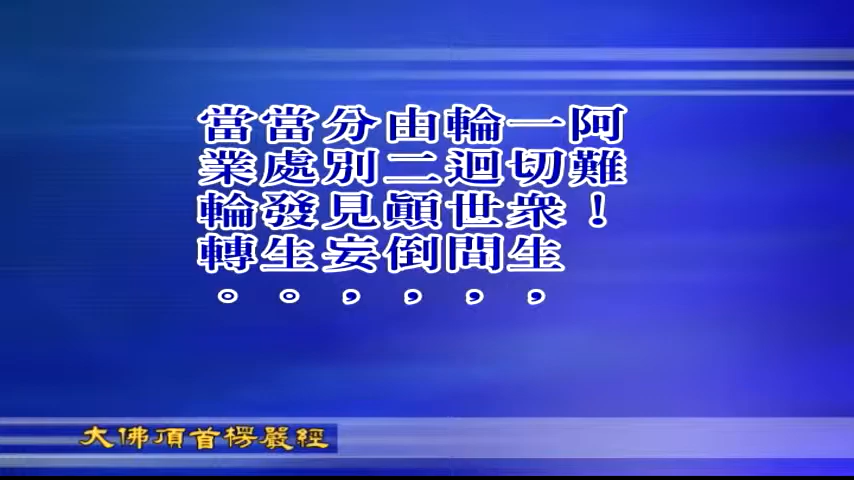 阿難！
一切眾生，
輪迴世間，
由二顛倒，
分別見妄，
當處發生。
當業輪轉。
大佛頂首楞嚴經